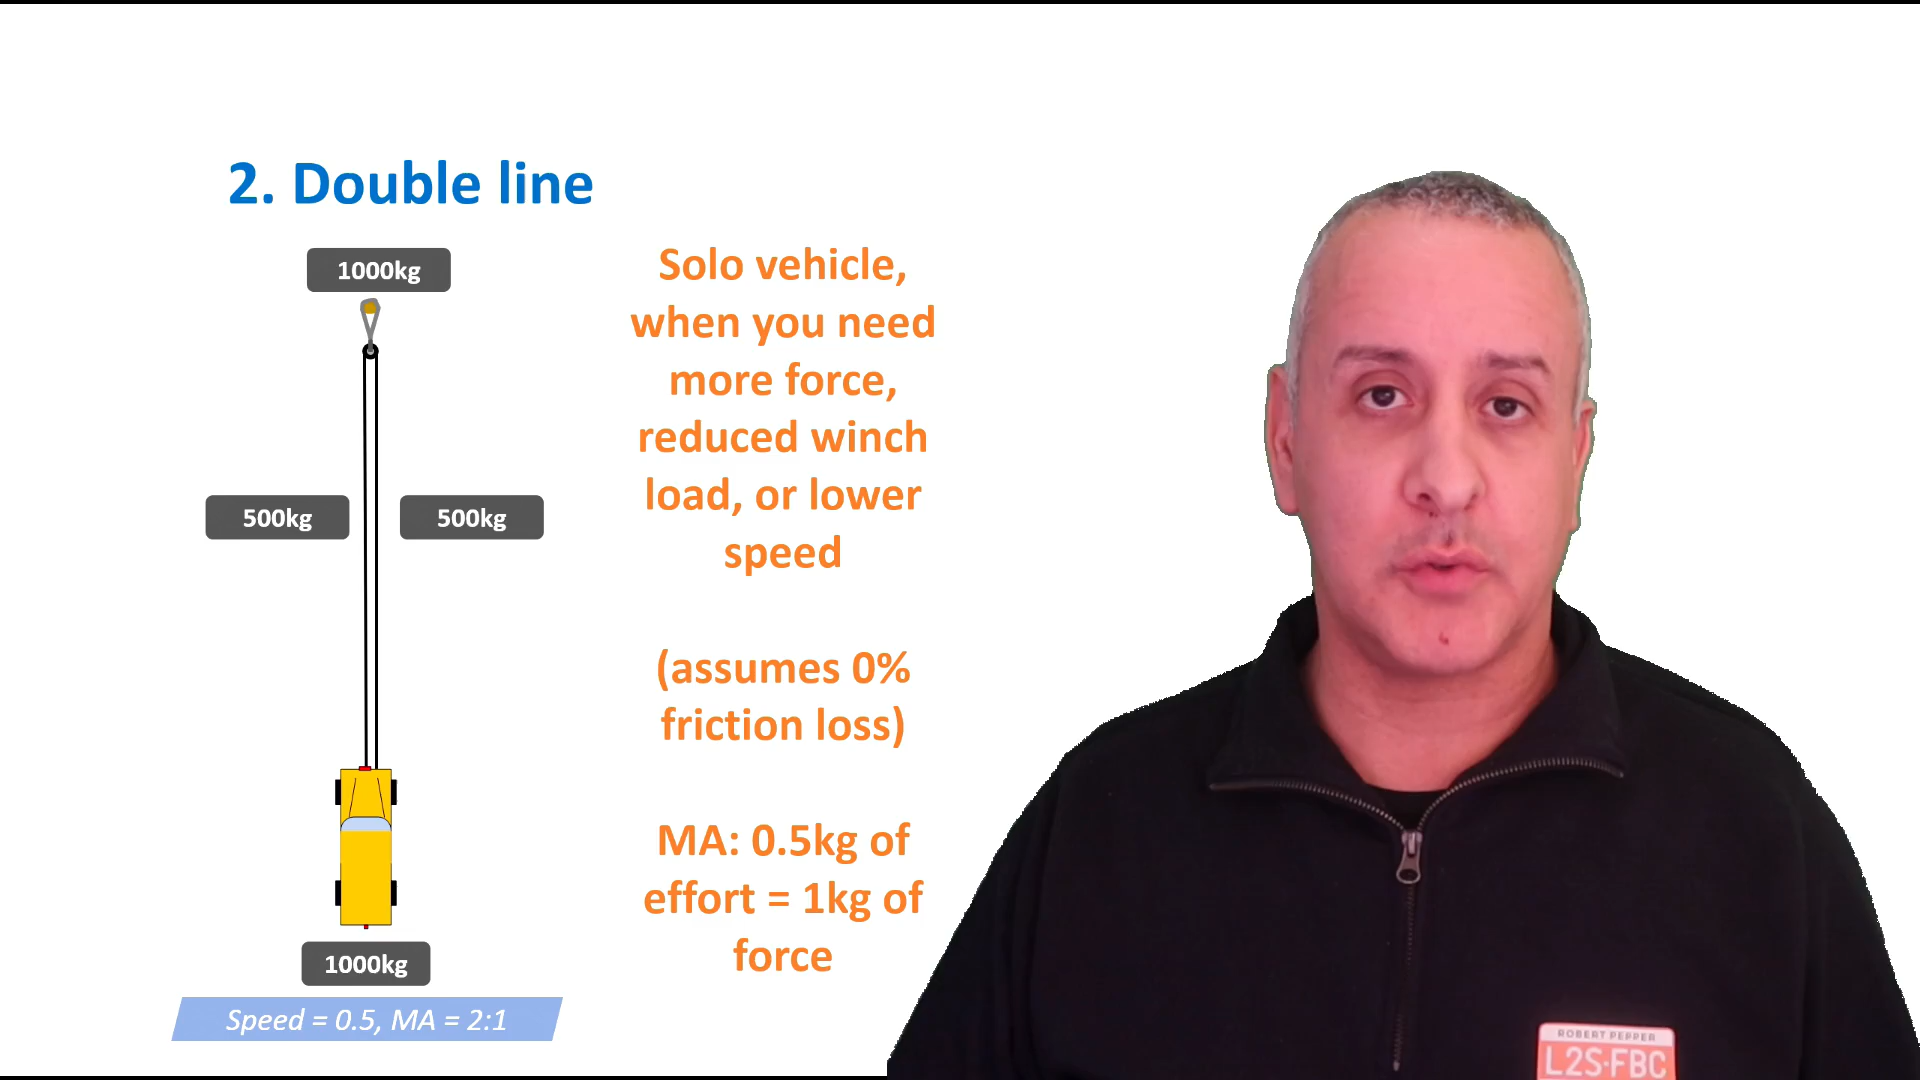 2. Double line
1000kg
500kg
500kg
1000kg
Speed = 0.5, MA = 2:1
Solo vehicle,
when you need
more force,
reduced winch
load, or lower
speed
(assumes 0%
friction loss)
MA: 0.5kg of
effort = 1kg of
force
ROBERT PEPPER
L2S·FBC